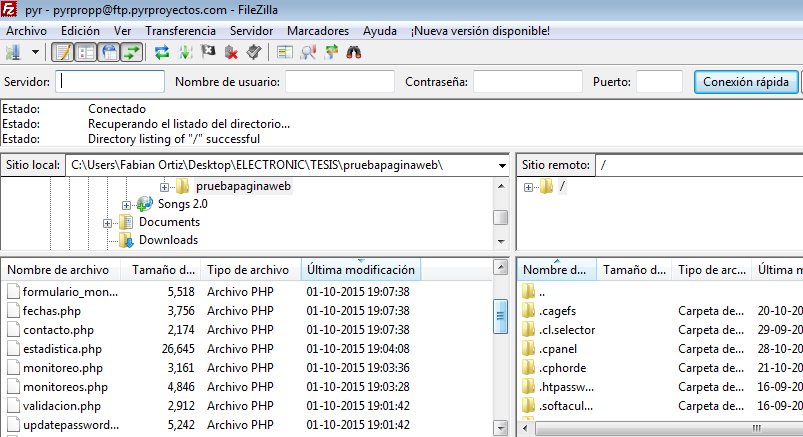 pyr - pyrpropp@ftp.pyrproyectos.com - FileZilla
Archivo Edición Ver Transferencia Servidor Marcadores Ayuda ¡Nueva versión disponible!
Servidor: Nombre de usuario: Contraseña: Puerto: Conexión rápida
Estado: Conectado
Estado: Recuperando el listado del directorio...
Estado: Directory listing of "/" successful
Sitio local: C:\Users\Fabian Ortiz\Desktop\ELECTRONIC\TESIS\pruebapaginaweb\
pruebapaginaweb
Songs 2.0
Documents
Downloads
Nombre de archivo Tamaño d... Tipo de archivo Última modificación
formulario_mon... 5,518 Archivo PHP 01-10-2015 19:07:38
fechas.php 3,756 Archivo PHP 01-10-2015 19:07:38
contacto.php 2,174 Archivo PHP 01-10-2015 19:07:38
estadistica.php 26,645 Archivo PHP 01-10-2015 19:04:08
monitoreo.php 3,161 Archivo PHP 01-10-2015 19:03:36
monitoreos.php 4,846 Archivo PHP 01-10-2015 19:03:28
validacion.php 2,912 Archivo PHP 01-10-2015 19:01:42
updatepassword... 5,242 Archivo PHP 01-10-2015 19:01:42
Sitio remoto: /
/
Nombre d... Tamaño d... Tipo de arc... Última m
..
.cagefs Carpeta de... 20-10-20
.cl.selector Carpeta de... 29-09-20
.cpanel Carpeta de... 28-10-20
.cphorde Carpeta de... 21-10-20
.htpassw... Carpeta de... 16-09-20
.softacul... Carpeta de... 16-09-20